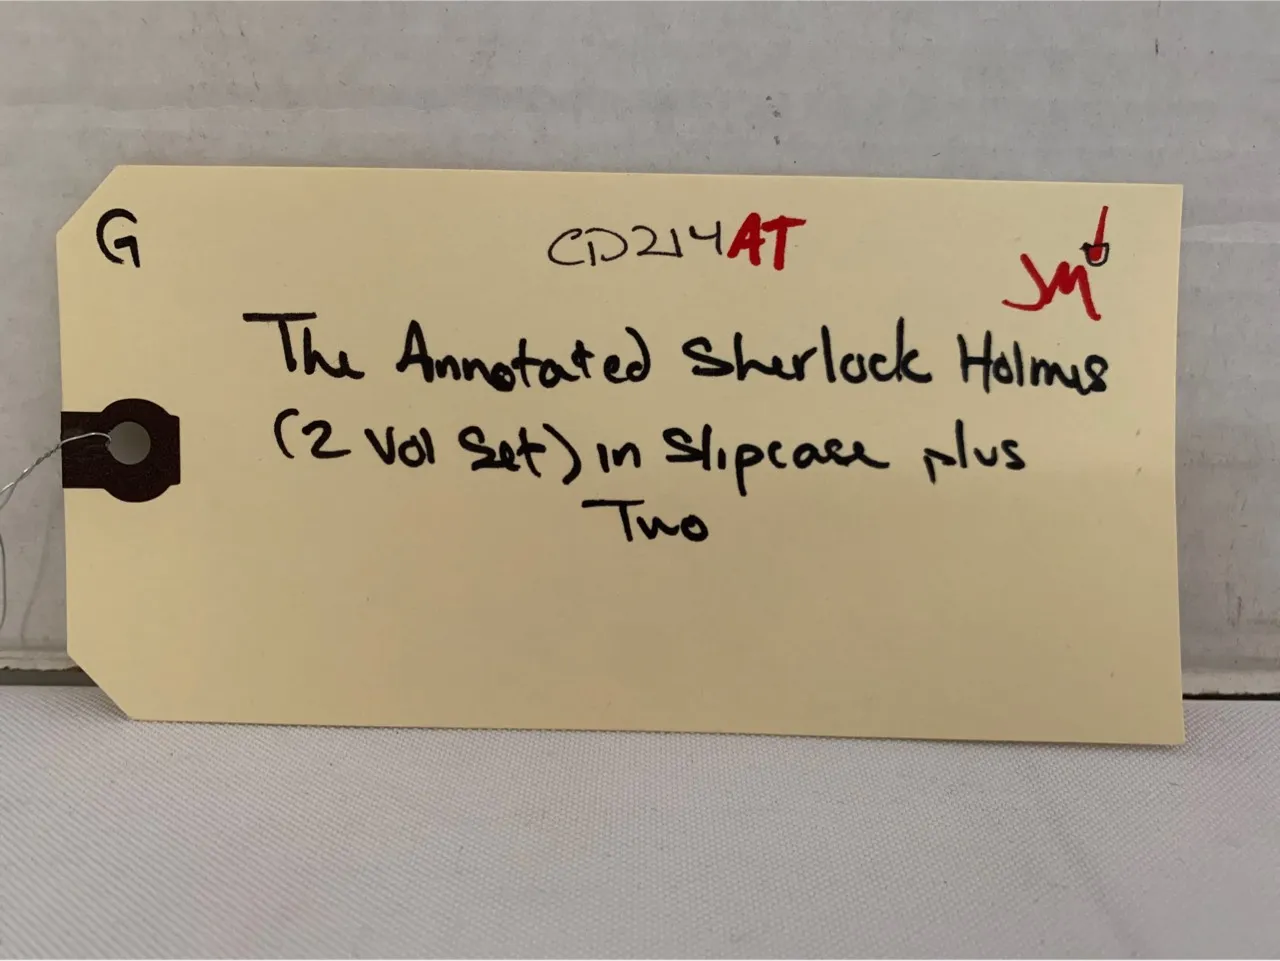 G
CD214AT
JM
The Annotated Sherlock Holmes
(2 Vol Set) in Slipcase plus
Two